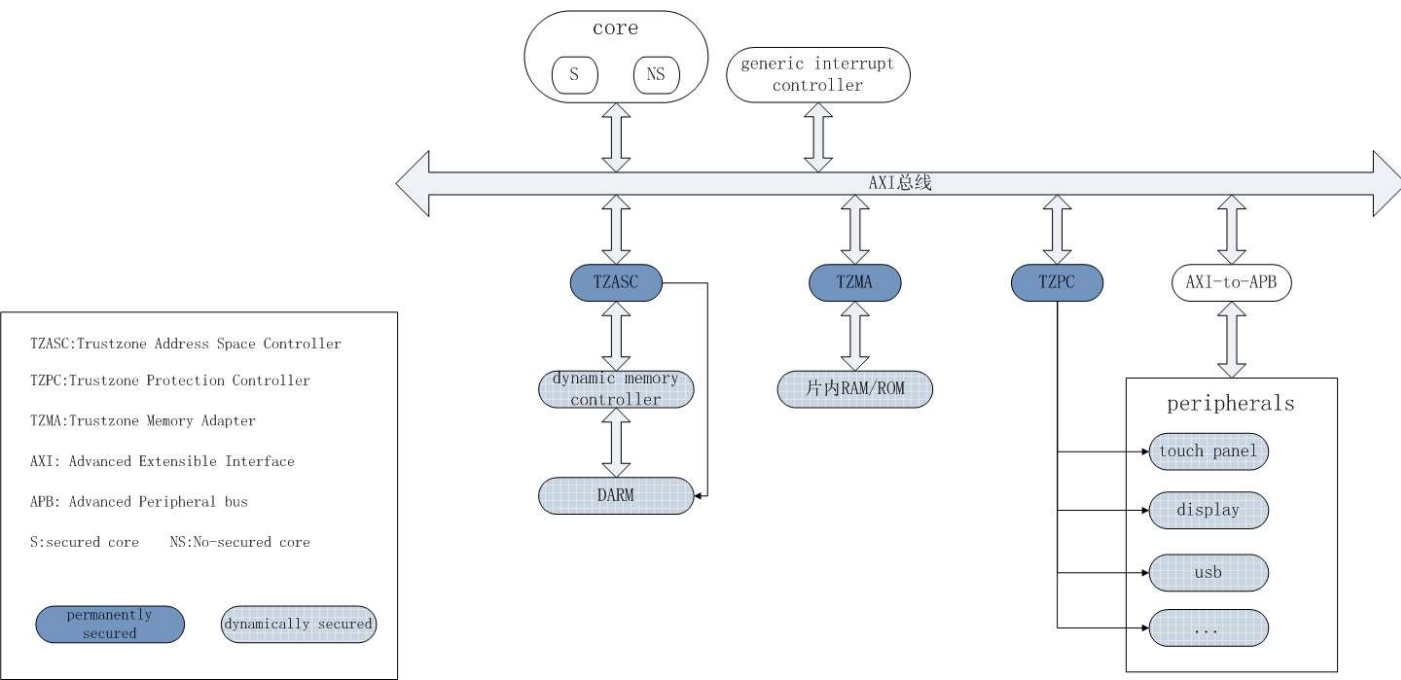 core
S
NS
generic interrupt
controller
AXI总线
TZASC
TZMA
TZPC
AXI-to-APB
dynamic memory
controller
片内RAM/ROM
DARM
peripherals
touch panel
display
usb
...
TZASC:Trustzone Address Space Controller
TZPC:Trustzone Protection Controller
TZMA:Trustzone Memory Adapter
AXI: Advanced Extensible Interface
APB: Advanced Peripheral bus
S:secured core NS:No-secured core
permanently
secured
dynamically secured